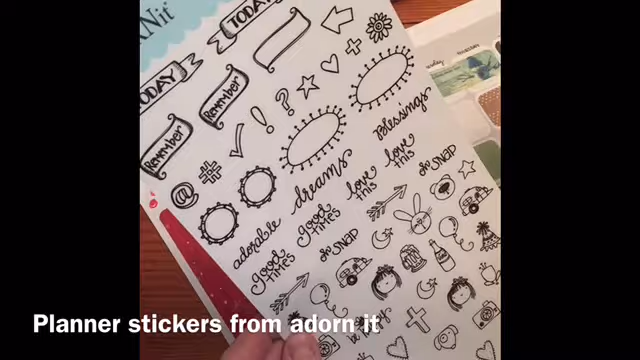 Nit
TODAY
TODAY
Remember
Remember
Blessings
dreams
love
this
love
this
oh SNAP
adorable
good
times
good
times
oh SNAP
Planner stickers from adorn it